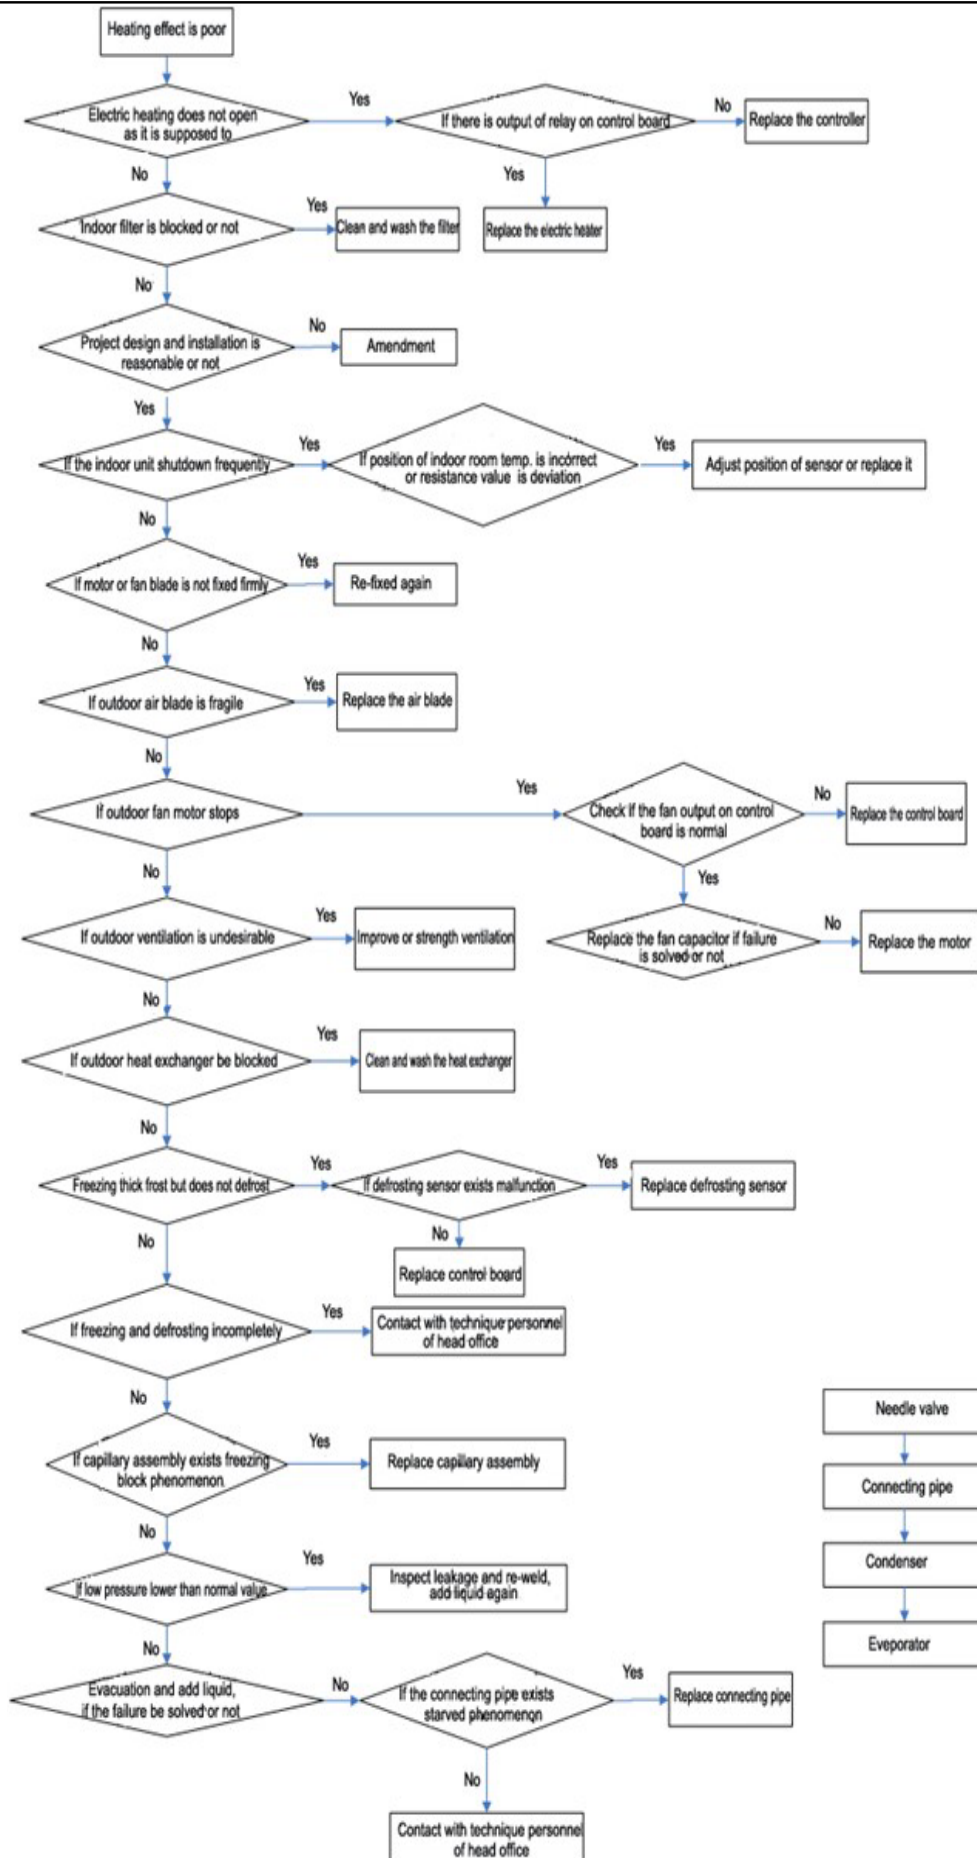 Heating effect is poor
Electric heating does not open
as it is supposed to
Yes
If there is output of relay on control board
No
Replace the controller
No
Yes
Indoor filter is blocked or not
Yes
Clean and wash the filter
Replace the electric heater
No
Project design and installation is
reasonable or not
No
Amendment
Yes
If the indoor unit shutdown frequently
Yes
If position of indoor room temp. is incorrect
or resistance value is deviation
Yes
Adjust position of sensor or replace it
No
If motor or fan blade is not fixed firmly
Yes
Re-fixed again
No
If outdoor air blade is fragile
Yes
Replace the air blade
No
If outdoor fan motor stops
Yes
Check if the fan output on control
board is normal
No
Replace the control board
No
Yes
If outdoor ventilation is undesirable
Yes
Improve or strength ventilation
Replace the fan capacitor if failure
is solved or not
No
Replace the motor
No
If outdoor heat exchanger be blocked
Yes
Clean and wash the heat exchanger
No
Freezing thick frost but does not defrost
Yes
If defrosting sensor exists malfunction
Yes
Replace defrosting sensor
No
No
Replace control board
If freezing and defrosting incompletely
Yes
Contact with technique personnel
of head office
No
Needle valve
If capillary assembly exists freezing
block phenomenon
Yes
Replace capillary assembly
Connecting pipe
No
Condenser
If low pressure lower than normal value
Yes
Inspect leakage and re-weld,
add liquid again
Eveporator
No
Evacuation and add liquid,
if the failure be solved or not
No
If the connecting pipe exists
starved phenomenon
Yes
Replace connecting pipe
No
Contact with technique personnel
of head office